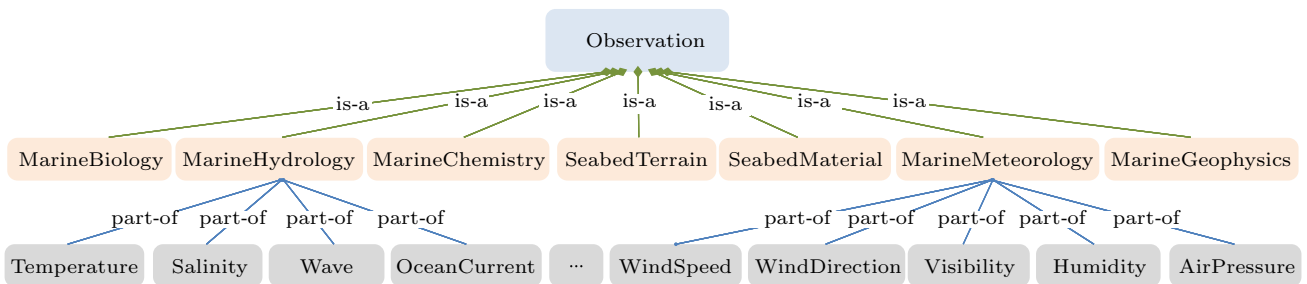 Observation
is-a is-a is-a is-a is-a is-a is-a
MarineBiology MarineHydrology MarineChemistry SeabedTerrain SeabedMaterial MarineMeteorology MarineGeophysics
part-of part-of part-of part-of part-of part-of part-of part-of part-of
Temperature Salinity Wave OceanCurrent ... WindSpeed WindDirection Visibility Humidity AirPressure